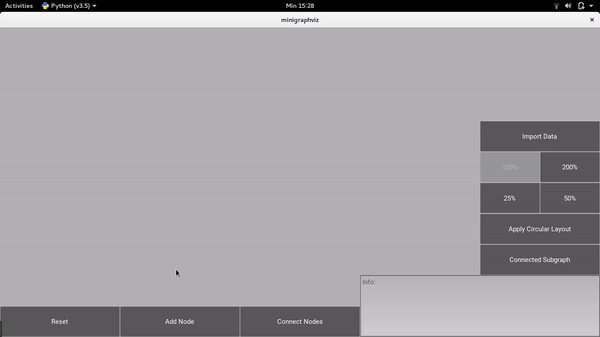 Activities Python (v3.5) Min 15:28
minigraphviz
Import Data
100% 200%
25% 50%
Apply Circular Layout
Connected Subgraph
Info:
Reset Add Node Connect Nodes